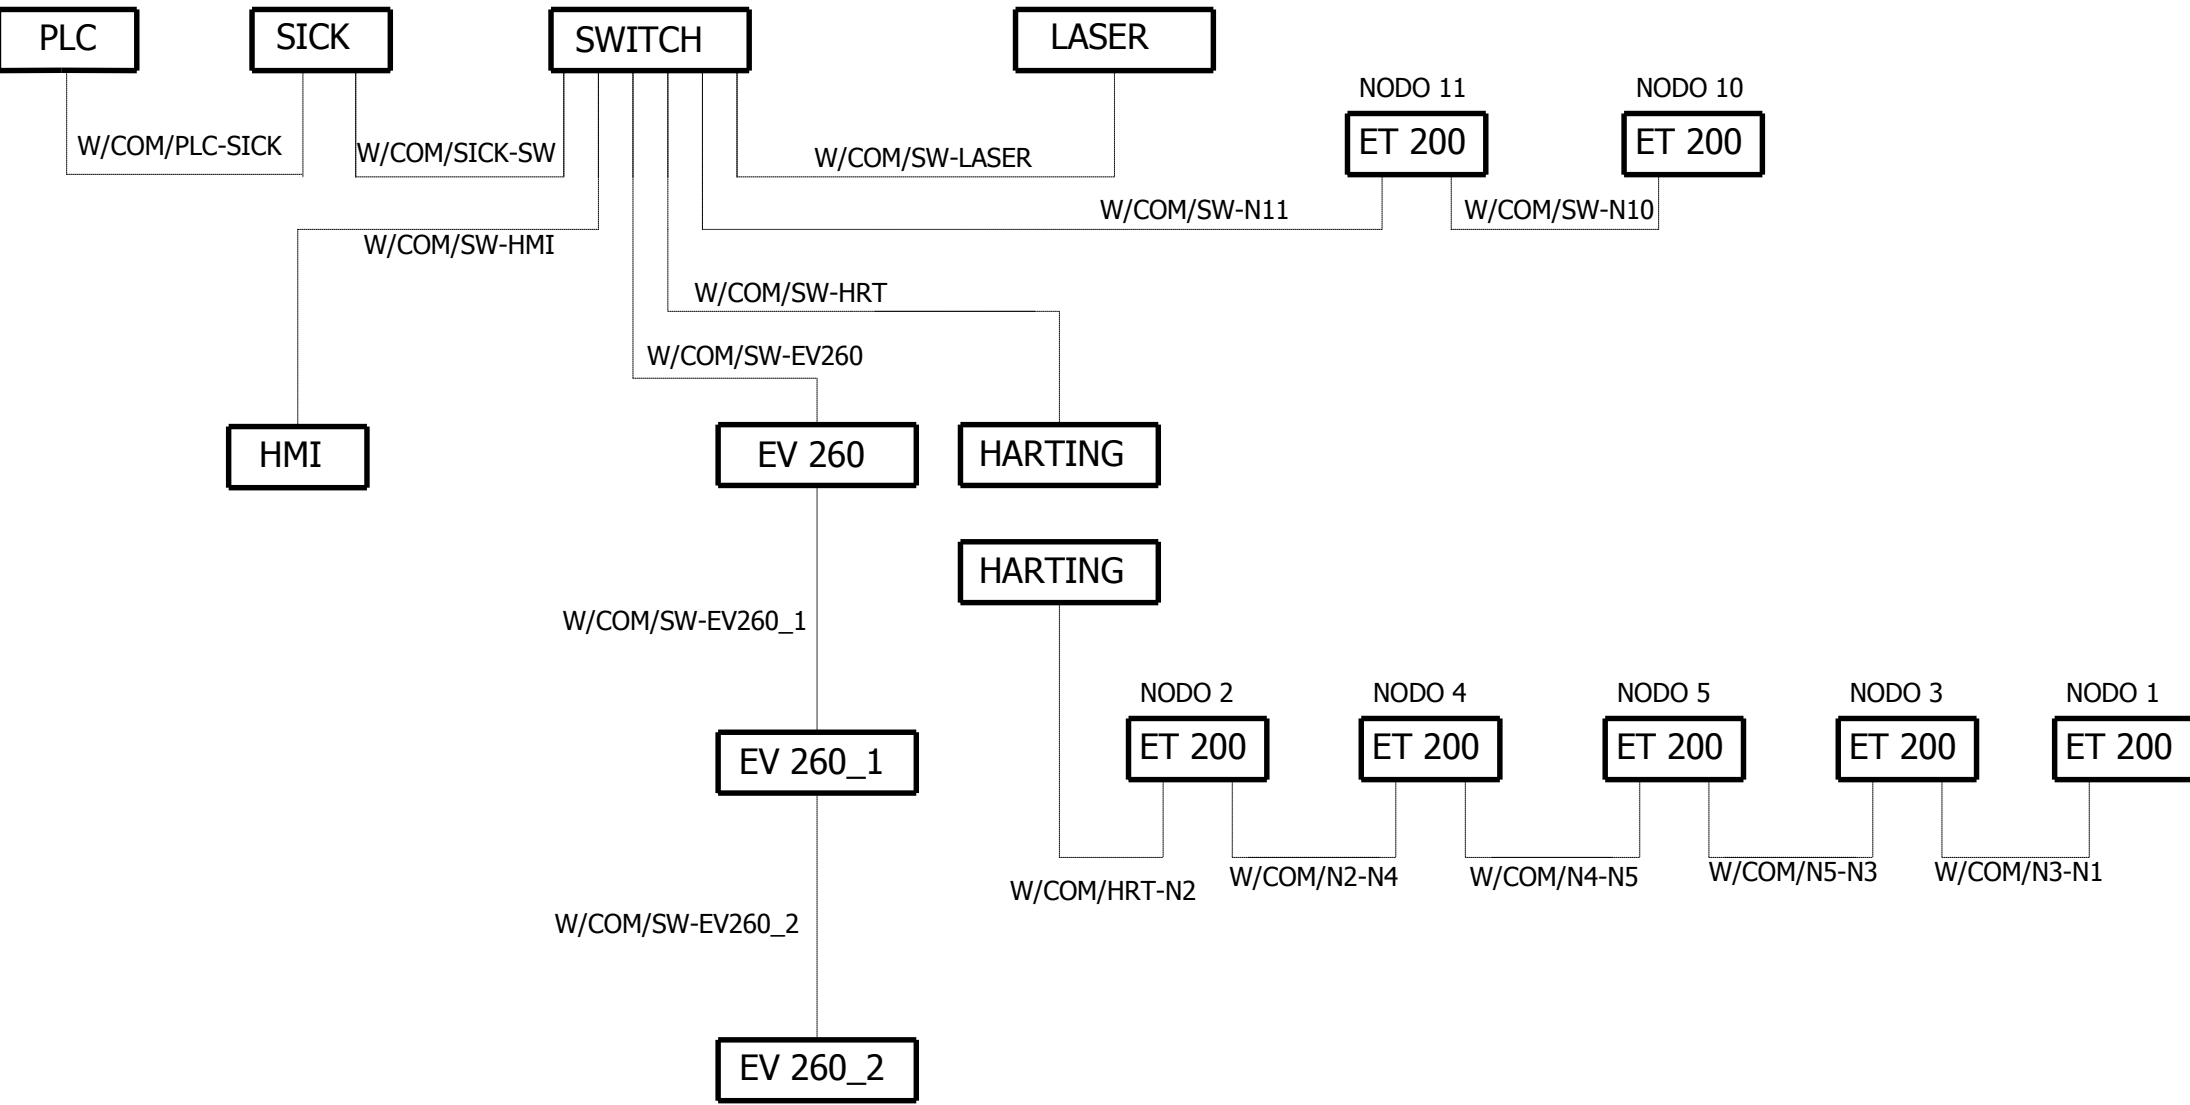 PLC
SICK
SWITCH
LASER
NODO 11
NODO 10
ET 200
ET 200
W/COM/PLC-SICK
W/COM/SICK-SW
W/COM/SW-LASER
W/COM/SW-N11
W/COM/SW-N10
W/COM/SW-HMI
W/COM/SW-HRT
W/COM/SW-EV260
HMI
EV 260
HARTING
HARTING
W/COM/SW-EV260_1
NODO 2
NODO 4
NODO 5
NODO 3
NODO 1
ET 200
ET 200
ET 200
ET 200
ET 200
EV 260_1
W/COM/HRT-N2
W/COM/N2-N4
W/COM/N4-N5
W/COM/N5-N3
W/COM/N3-N1
W/COM/SW-EV260_2
EV 260_2